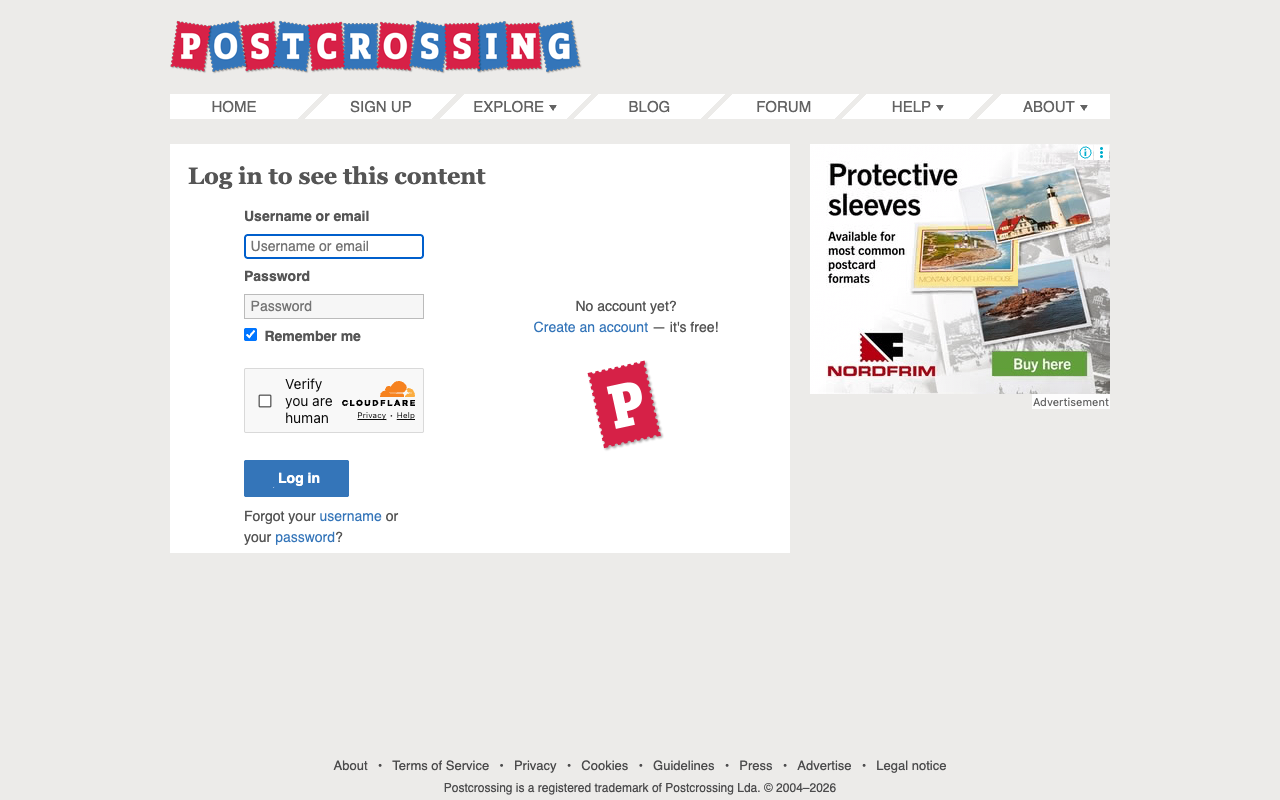 POSTCROSSING
HOME
SIGN UP
EXPLORE
BLOG
FORUM
HELP
ABOUT
Log in to see this content
Username or email
Username or email
Password
Password
Remember me
Verify
you are
human
CLOUDFLARE
Privacy • Help
Log in
Forgot your username or
your password?
No account yet?
Create an account — it's free!
P
Protective
sleeves
Available for
most common
postcard
formats
MONTAUK POINT LIGHTHOUSE
NORDFRIM
Buy here
Advertisement
About • Terms of Service • Privacy • Cookies • Guidelines • Press • Advertise • Legal notice
Postcrossing is a registered trademark of Postcrossing Lda. © 2004–2026